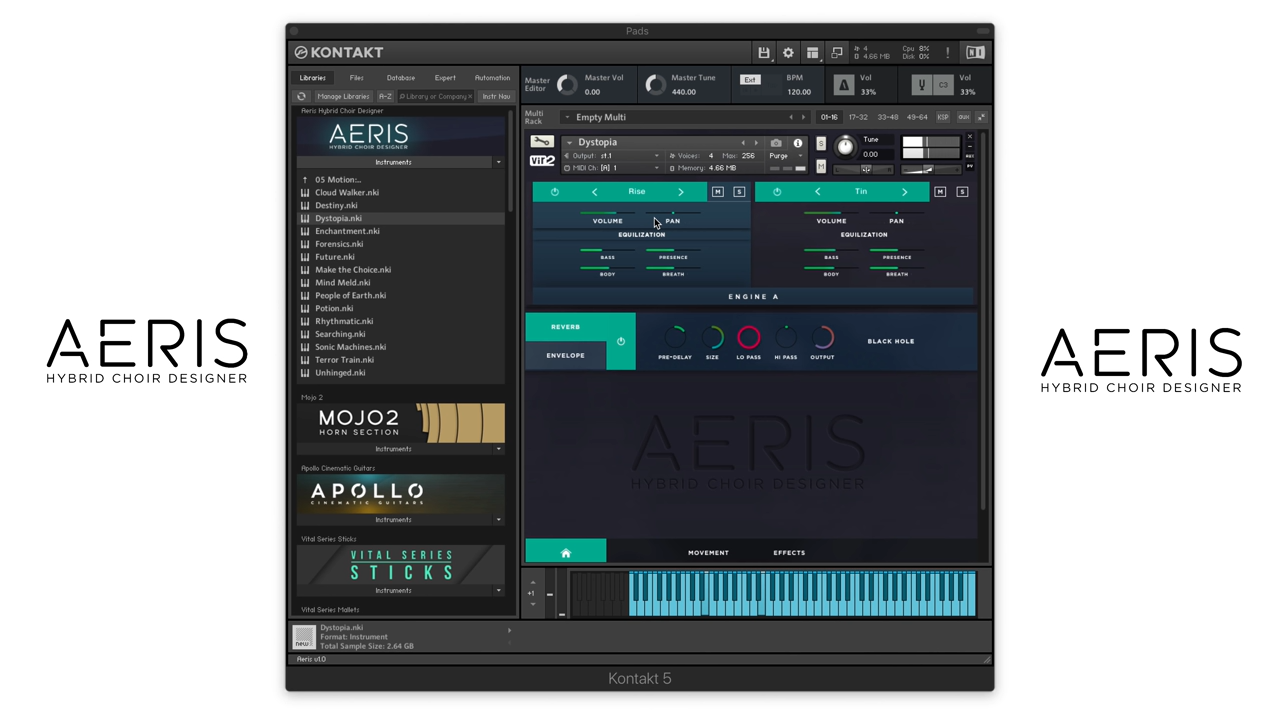 Pads
KONTAKT
4
4.66 MB
Cpu 8%
Disk 0%
!
NI
Libraries Files Database Expert Automation
Manage Libraries A-Z Library or Company Instr Nav
Master Editor
Master Vol
0.00
Master Tune
440.00
Ext
BPM
120.00
Vol
33%
C3
Vol
33%
Multi Rack
Empty Multi
01-16 17-32 33-48 49-64 KSP aux
Aeris Hybrid Choir Designer
AERIS
HYBRID CHOIR DESIGNER
Instruments
05 Motion:..
Cloud Walker.nki
Destiny.nki
Dystopia.nki
Enchantment.nki
Forensics.nki
Future.nki
Make the Choice.nki
Mind Meld.nki
People of Earth.nki
Potion.nki
Rhythmatic.nki
Searching.nki
Sonic Machines.nki
Terror Train.nki
Unhinged.nki
Mojo 2
MOJO2
HORN SECTION
Instruments
Apollo Cinematic Guitars
APOLLO
CINEMATIC GUITARS
Instruments
Vital Series Sticks
VITAL SERIES
STICKS
Instruments
Vital Series Mallets
Dystopia
vir2
Output: st.1
Voices: 4 Max: 256
Purge
MIDI Ch: [A] 1
Memory: 4.66 MB
S
M
Tune
0.00
Rise
M S
Tin
M S
VOLUME PAN
VOLUME PAN
EQUILIZATION
EQUILIZATION
BASS PRESENCE
BASS PRESENCE
BODY BREATH
BODY BREATH
ENGINE A
REVERB
ENVELOPE
PRE-DELAY SIZE LO PASS HI PASS OUTPUT
BLACK HOLE
AERIS
HYBRID CHOIR DESIGNER
MOVEMENT EFFECTS
+1
new
Dystopia.nki
Format: Instrument
Total Sample Size: 2.64 GB
Aeris v1.0
Kontakt 5
AERIS
HYBRID CHOIR DESIGNER
AERIS
HYBRID CHOIR DESIGNER